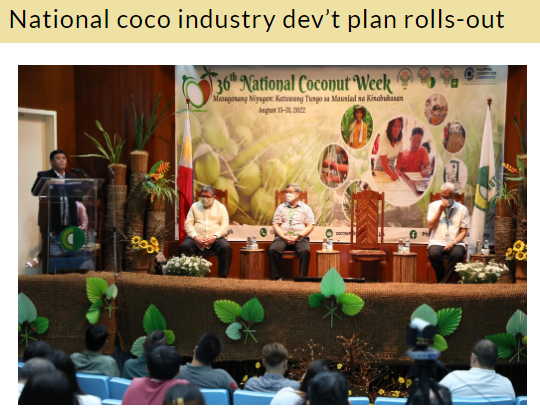 National coco industry dev’t plan rolls-out
36th National Coconut Week
Masaganang Niyugan: Katuwang Tungo sa Maunlad na Kinabukasan
August 15-31, 2022